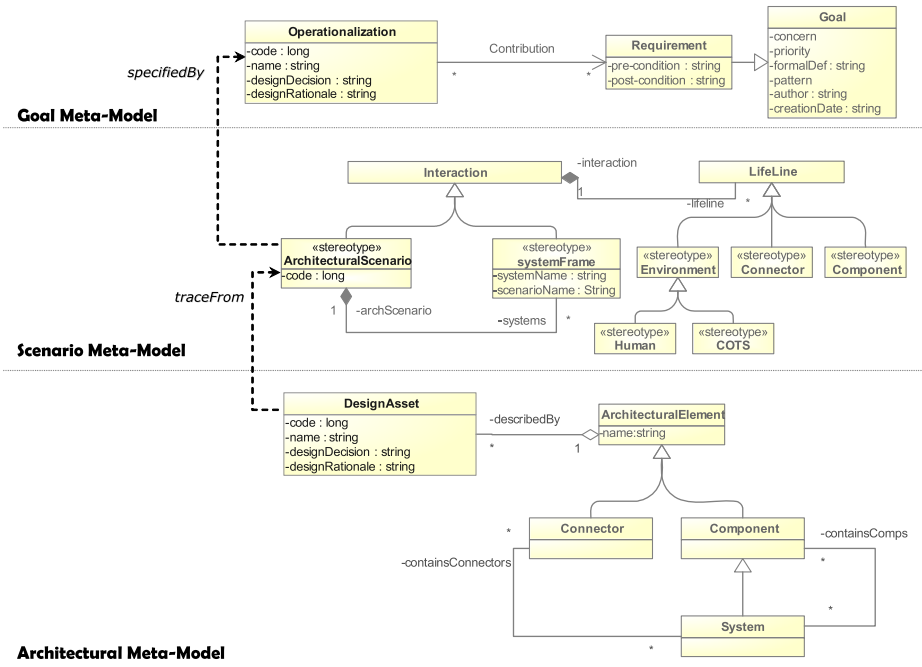 Operationalization
-code : long
-name : string
-designDecision : string
-designRationale : string
Contribution
*
*
Requirement
-pre-condition : string
-post-condition : string
Goal
-concern
-priority
-formalDef : string
-pattern
-author : string
-creationDate : string
specifiedBy
Goal Meta-Model
Interaction
-interaction
1
-lifeline
*
LifeLine
«stereotype»
ArchitecturalScenario
-code : long
«stereotype»
systemFrame
-systemName : string
-scenarioName : String
«stereotype»
Environment
«stereotype»
Connector
«stereotype»
Component
traceFrom
1
-archScenario
-systems
*
«stereotype»
Human
«stereotype»
COTS
Scenario Meta-Model
DesignAsset
-code : long
-name : string
-designDecision : string
-designRationale : string
-describedBy
*
1
ArchitecturalElement
-name:string
*
Connector
Component
-containsComps
*
-containsConnectors
*
System
*
Architectural Meta-Model